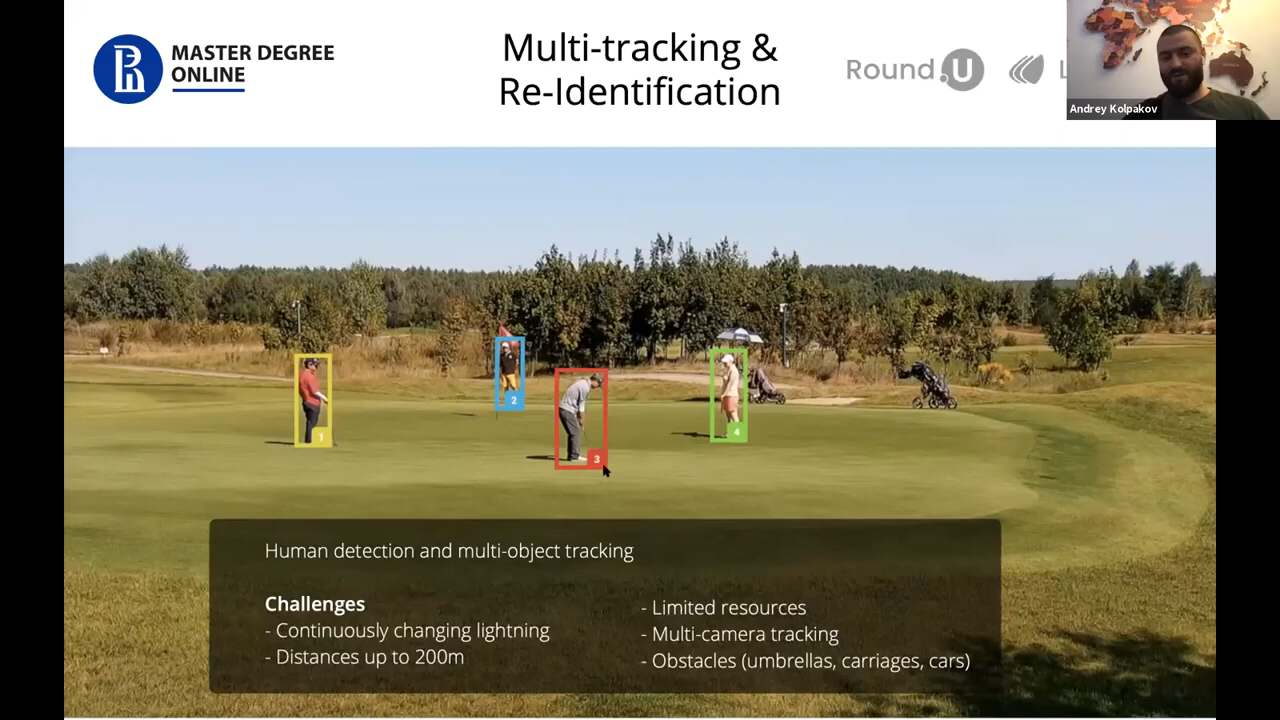 MASTER DEGREE
ONLINE
Multi-tracking &
Re-Identification
Round.U
Andrey Kolpakov
1
2
3
4
Human detection and multi-object tracking
Challenges
- Continuously changing lightning
- Distances up to 200m
- Limited resources
- Multi-camera tracking
- Obstacles (umbrellas, carriages, cars)